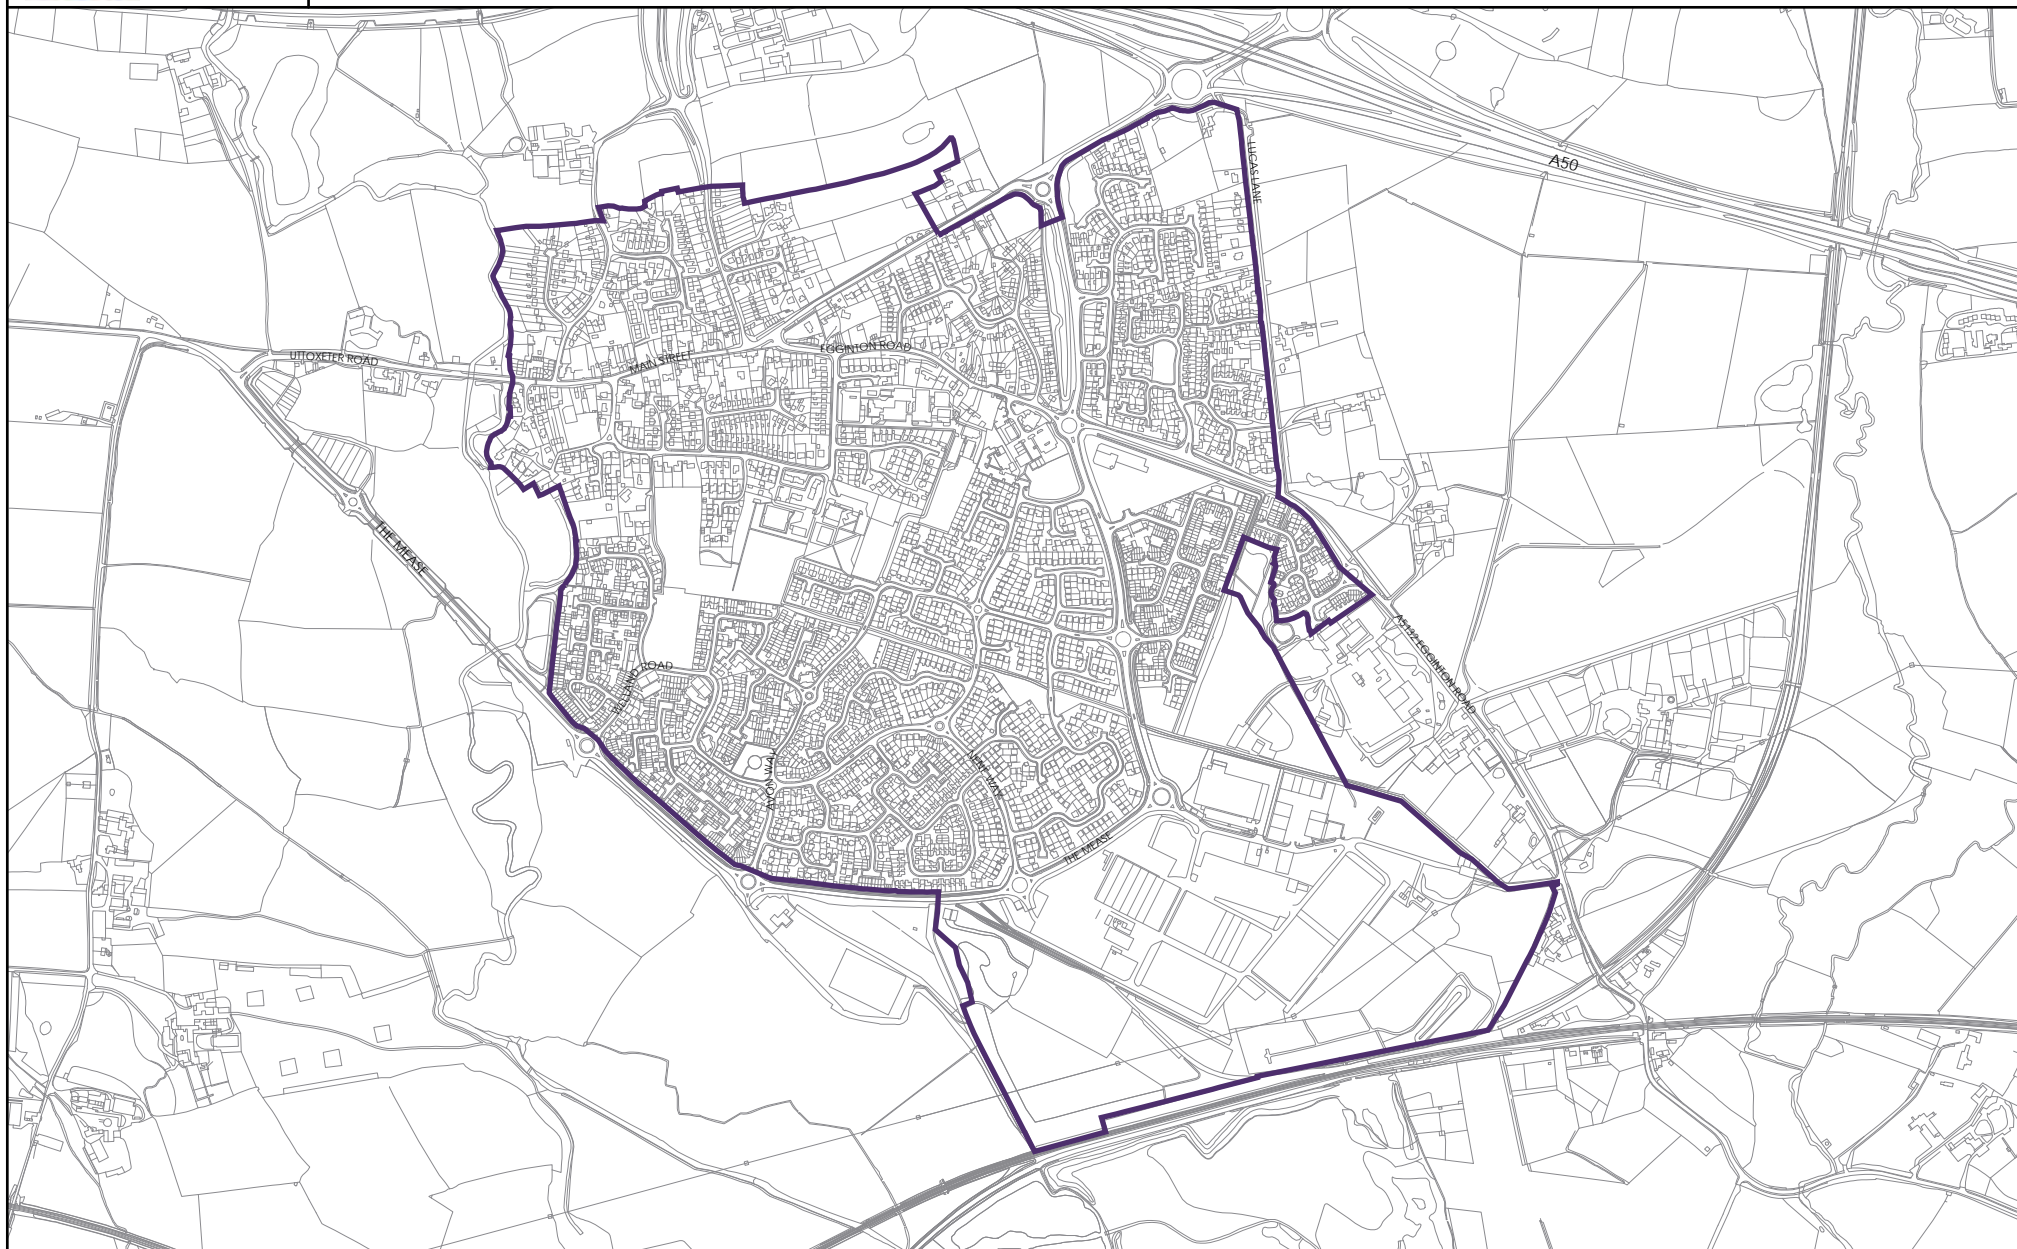 A50
LUCAS LANE
UTTOXETER ROAD
MAIN STREET
EGGINTON ROAD
THE MEASE
A5132 EGGINTON ROAD
WELLAND ROAD
AVON WAY
NENE WAY
THE MEASE